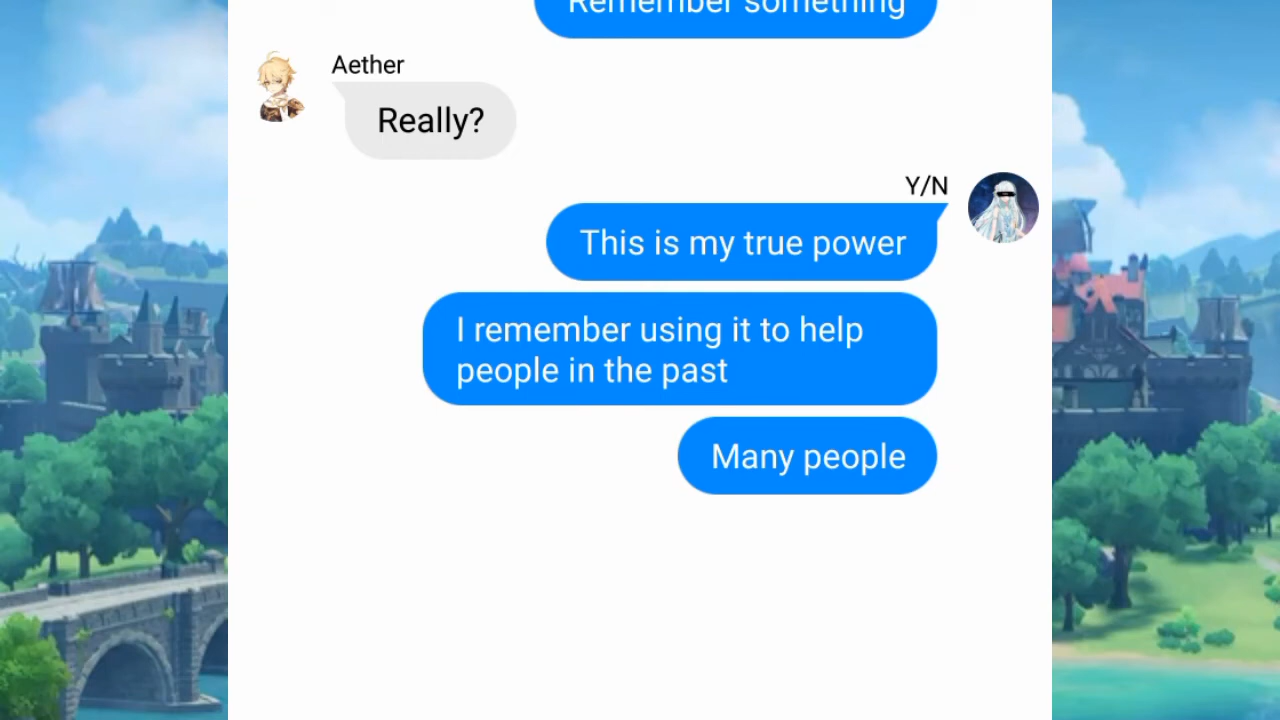 Remember something
Aether
Really?
Y/N
This is my true power
I remember using it to help
people in the past
Many people